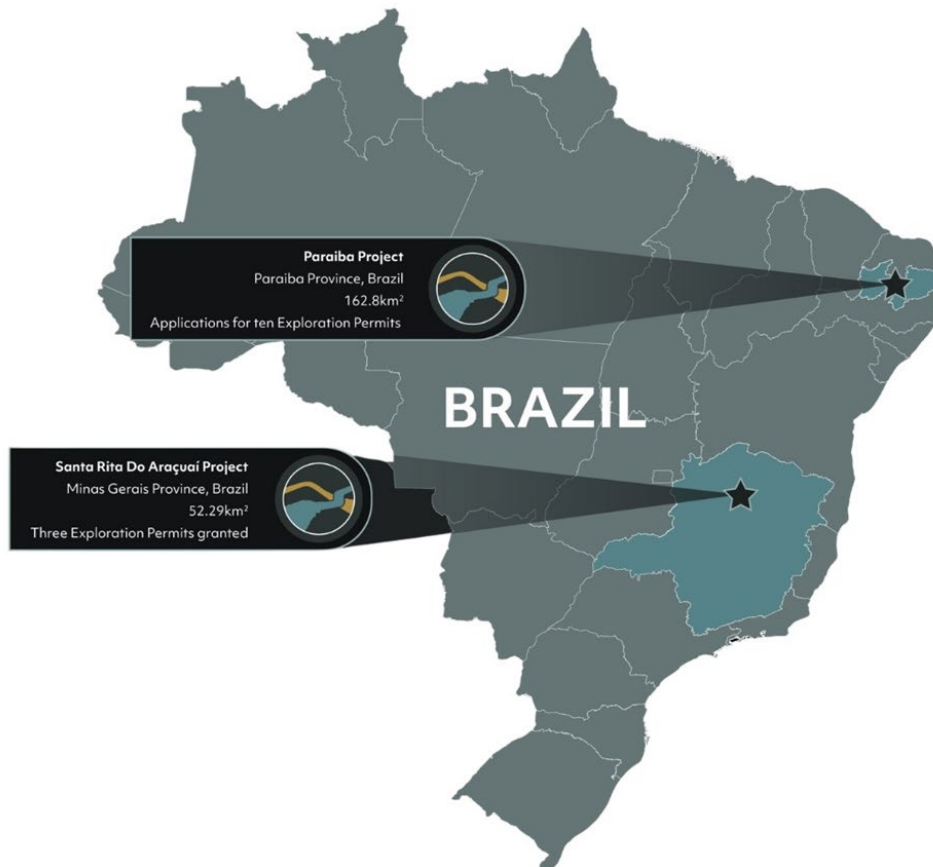 Paraiba Project
Paraiba Province, Brazil
162.8km²
Applications for ten Exploration Permits
BRAZIL
Santa Rita Do Araçuaí Project
Minas Gerais Province, Brazil
52.29km²
Three Exploration Permits granted